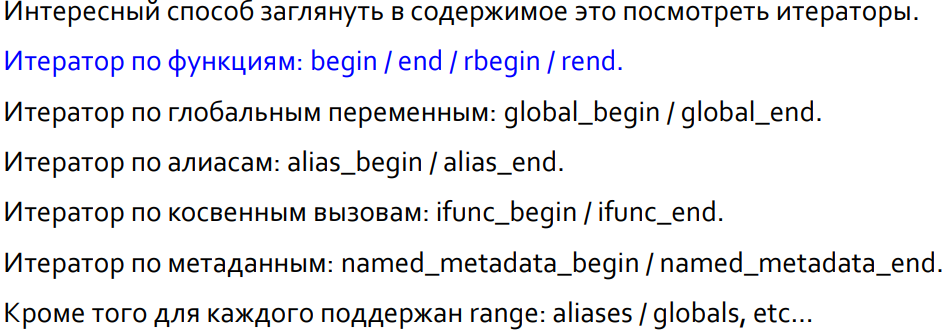 Интересный способ заглянуть в содержимое это посмотреть итераторы.
Итератор по функциям: begin / end / rbegin / rend.
Итератор по глобальным переменным: global_begin / global_end.
Итератор по алиасам: alias_begin / alias_end.
Итератор по косвенным вызовам: ifunc_begin / ifunc_end.
Итератор по метаданным: named_metadata_begin / named_metadata_end.
Кроме того для каждого поддержан range: aliases / globals, etc...